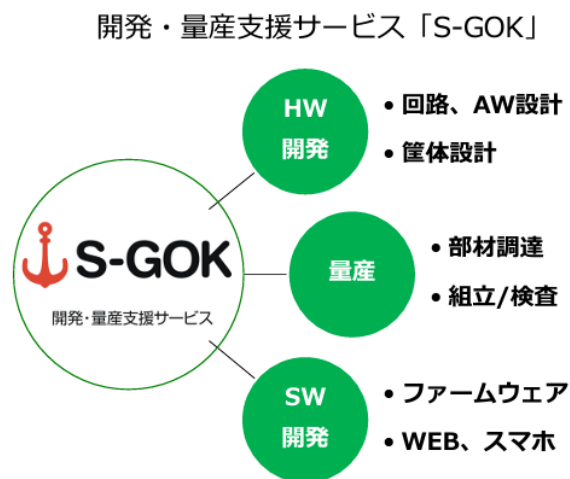 開発・量産支援サービス「S-GOK」
HW
開発
• 回路、AW設計
• 筐体設計
S-GOK
開発・量産支援サービス
量産
• 部材調達
• 組立/検査
SW
開発
• ファームウェア
• WEB、スマホ